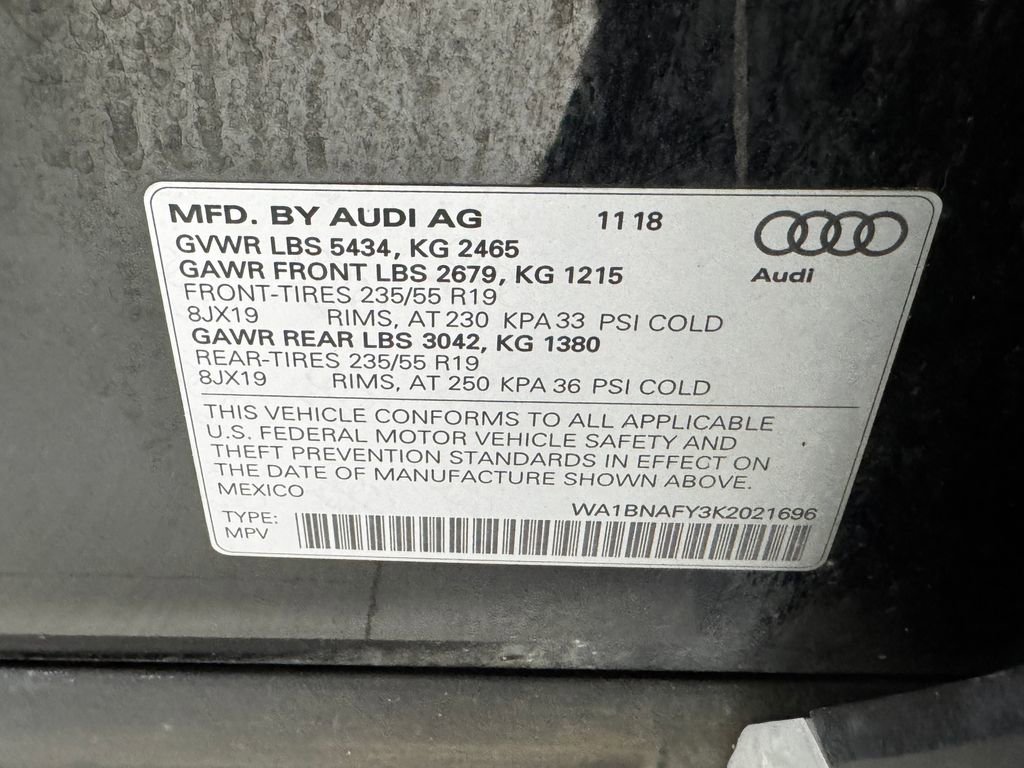 MFD. BY AUDI AG 11 18
GVWR LBS 5434, KG 2465
GAWR FRONT LBS 2679, KG 1215
Audi
FRONT-TIRES 235/55 R19
8JX19 RIMS, AT 230 KPA 33 PSI COLD
GAWR REAR LBS 3042, KG 1380
REAR-TIRES 235/55 R19
8JX19 RIMS, AT 250 KPA 36 PSI COLD
THIS VEHICLE CONFORMS TO ALL APPLICABLE
U.S. FEDERAL MOTOR VEHICLE SAFETY AND
THEFT PREVENTION STANDARDS IN EFFECT ON
THE DATE OF MANUFACTURE SHOWN ABOVE.
MEXICO
WA1BNAFY3K2021696
TYPE:
MPV